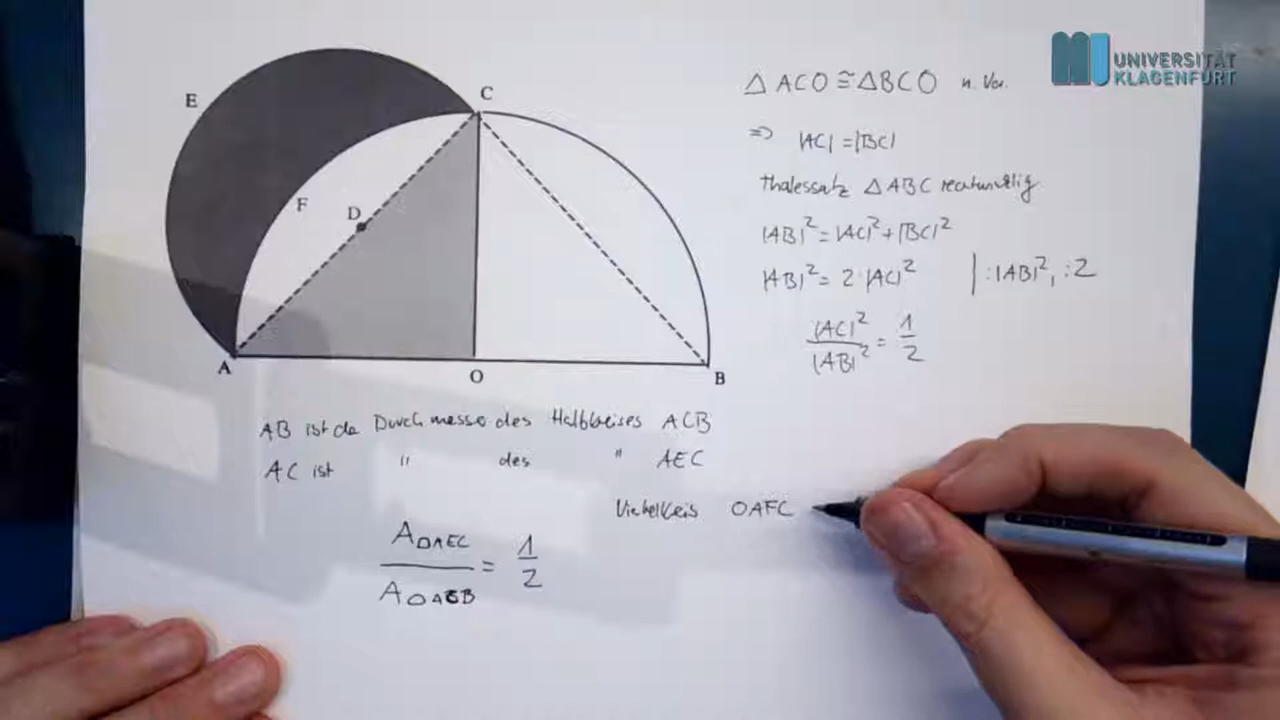 UNIVERSITÄT
KLAGENFURT
E
C
F
D
A
O
B
△ ACO ≅ △BCO n. Vor.
⇒ |AC| = |BC|
Thalessatz △ ABC rechtwinklig
|AB|² = |AC|² + |BC|²
|AB|² = 2·|AC|² | : |AB|², :2
|AC|²/|AB|² = 1/2
AB ist de Durchmesser des Halbkreises ACB
AC ist " des " AEC
Viertelkreis OAFC
A○AEC/A○ACB = 1/2